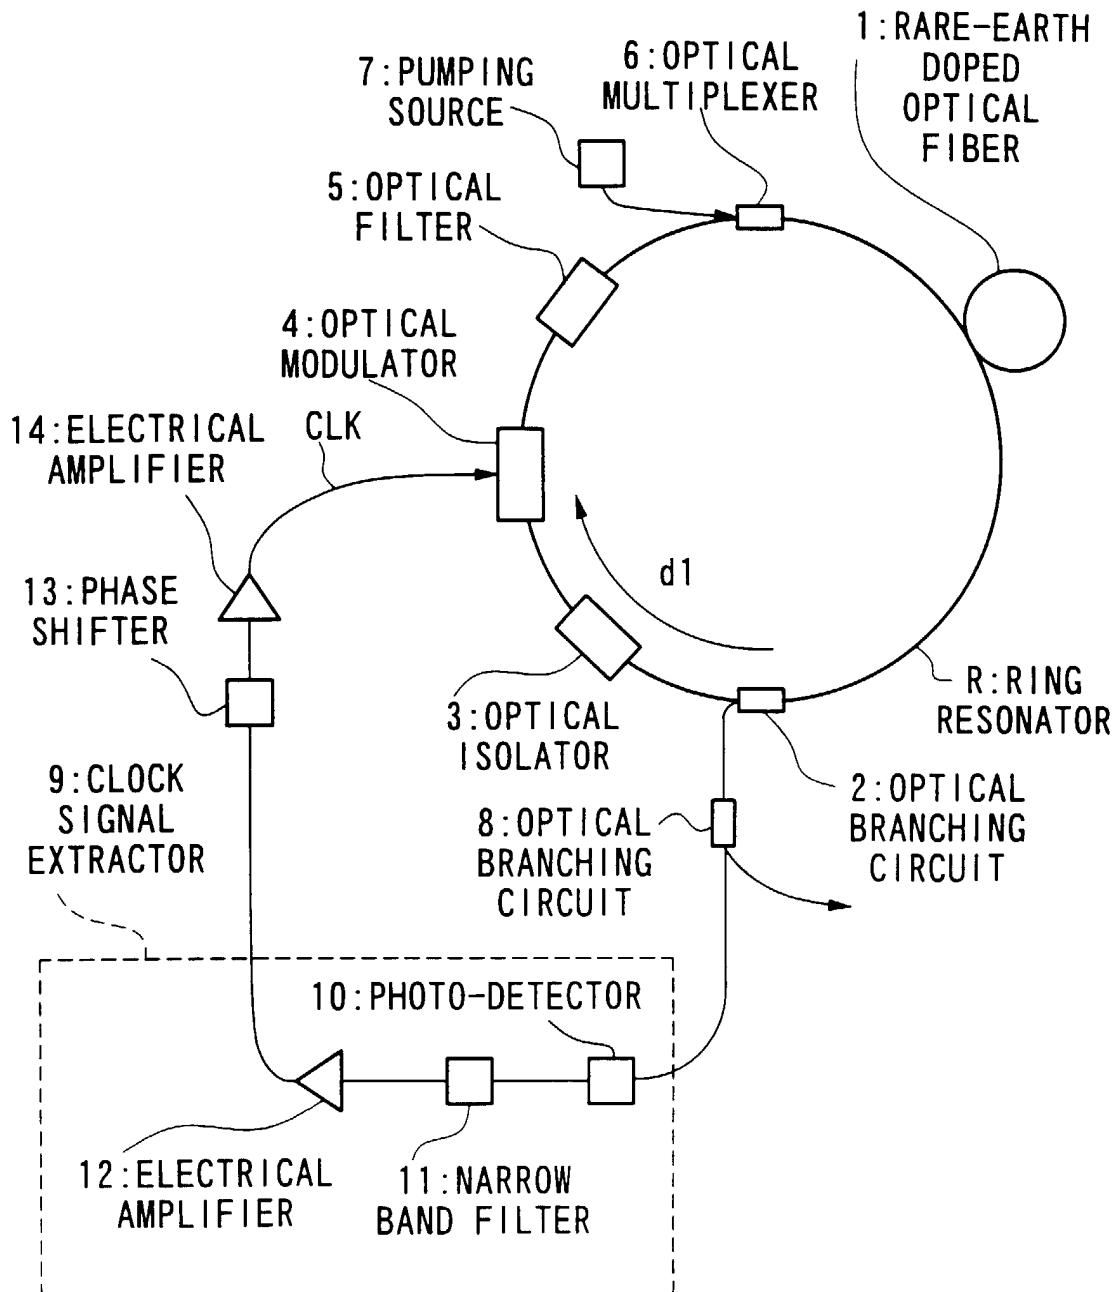 1:RARE-EARTH
DOPED
OPTICAL
FIBER
6:OPTICAL
MULTIPLEXER
7:PUMPING
SOURCE
5:OPTICAL
FILTER
4:OPTICAL
MODULATOR
14:ELECTRICAL
AMPLIFIER
CLK
13:PHASE
SHIFTER
d1
3:OPTICAL
ISOLATOR
R:RING
RESONATOR
9:CLOCK
SIGNAL
EXTRACTOR
8:OPTICAL
BRANCHING
CIRCUIT
2:OPTICAL
BRANCHING
CIRCUIT
10:PHOTO-DETECTOR
12:ELECTRICAL
AMPLIFIER
11:NARROW
BAND FILTER